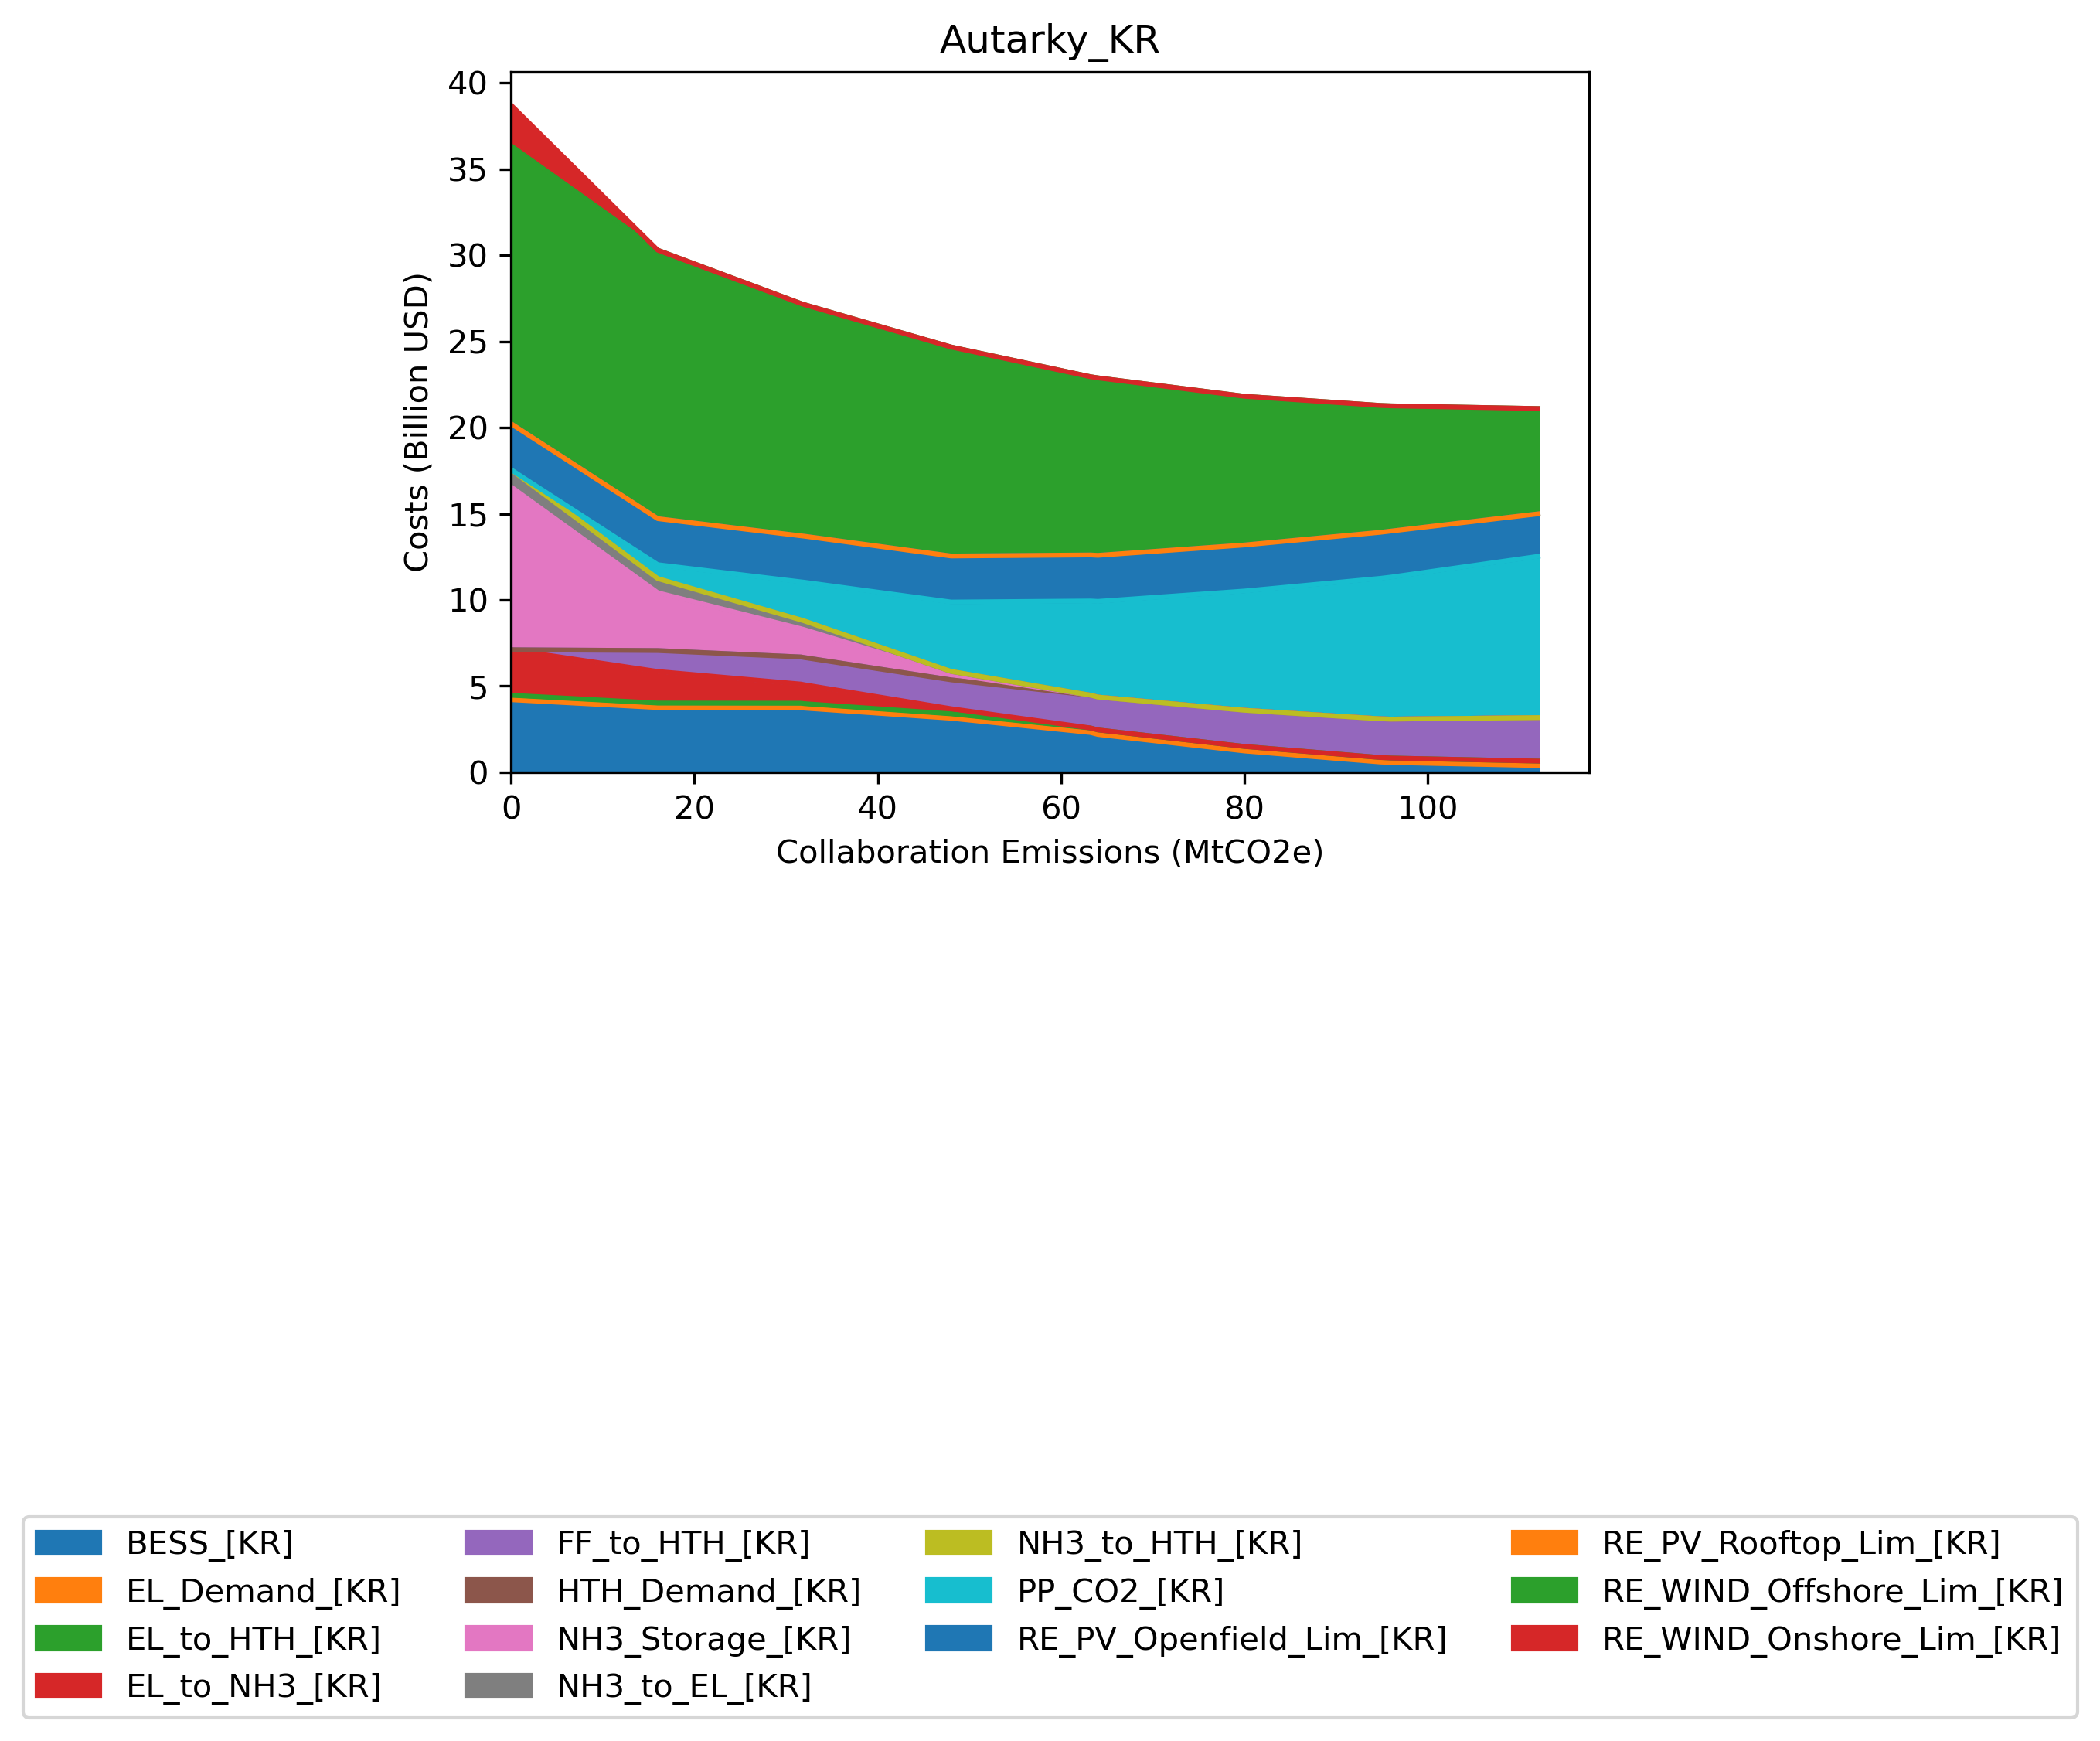 Autarky_KR
Costs (Billion USD)
40
35
30
25
20
15
10
5
0
0 20 40 60 80 100
Collaboration Emissions (MtCO2e)
BESS_[KR]
EL_Demand_[KR]
EL_to_HTH_[KR]
EL_to_NH3_[KR]
FF_to_HTH_[KR]
HTH_Demand_[KR]
NH3_Storage_[KR]
NH3_to_EL_[KR]
NH3_to_HTH_[KR]
PP_CO2_[KR]
RE_PV_Openfield_Lim_[KR]
RE_PV_Rooftop_Lim_[KR]
RE_WIND_Offshore_Lim_[KR]
RE_WIND_Onshore_Lim_[KR]